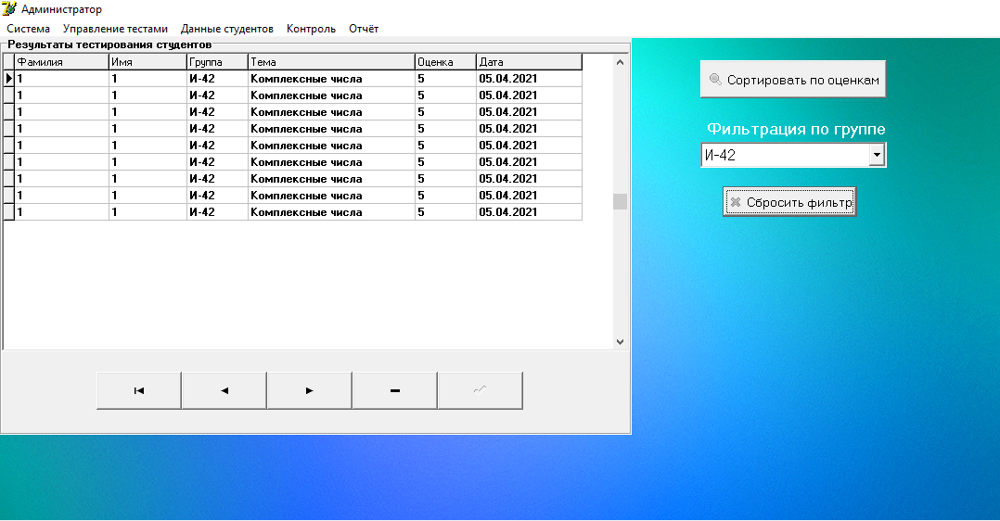 Администратор
Система Управление тестами Данные студентов Контроль Отчёт
Результаты тестирования студентов
Фамилия Имя Группа Тема Оценка Дата
1 1 И-42 Комплексные числа 5 05.04.2021
1 1 И-42 Комплексные числа 5 05.04.2021
1 1 И-42 Комплексные числа 5 05.04.2021
1 1 И-42 Комплексные числа 5 05.04.2021
1 1 И-42 Комплексные числа 5 05.04.2021
1 1 И-42 Комплексные числа 5 05.04.2021
1 1 И-42 Комплексные числа 5 05.04.2021
1 1 И-42 Комплексные числа 5 05.04.2021
1 1 И-42 Комплексные числа 5 05.04.2021
Сортировать по оценкам
Фильтрация по группе
И-42
Сбросить фильтр